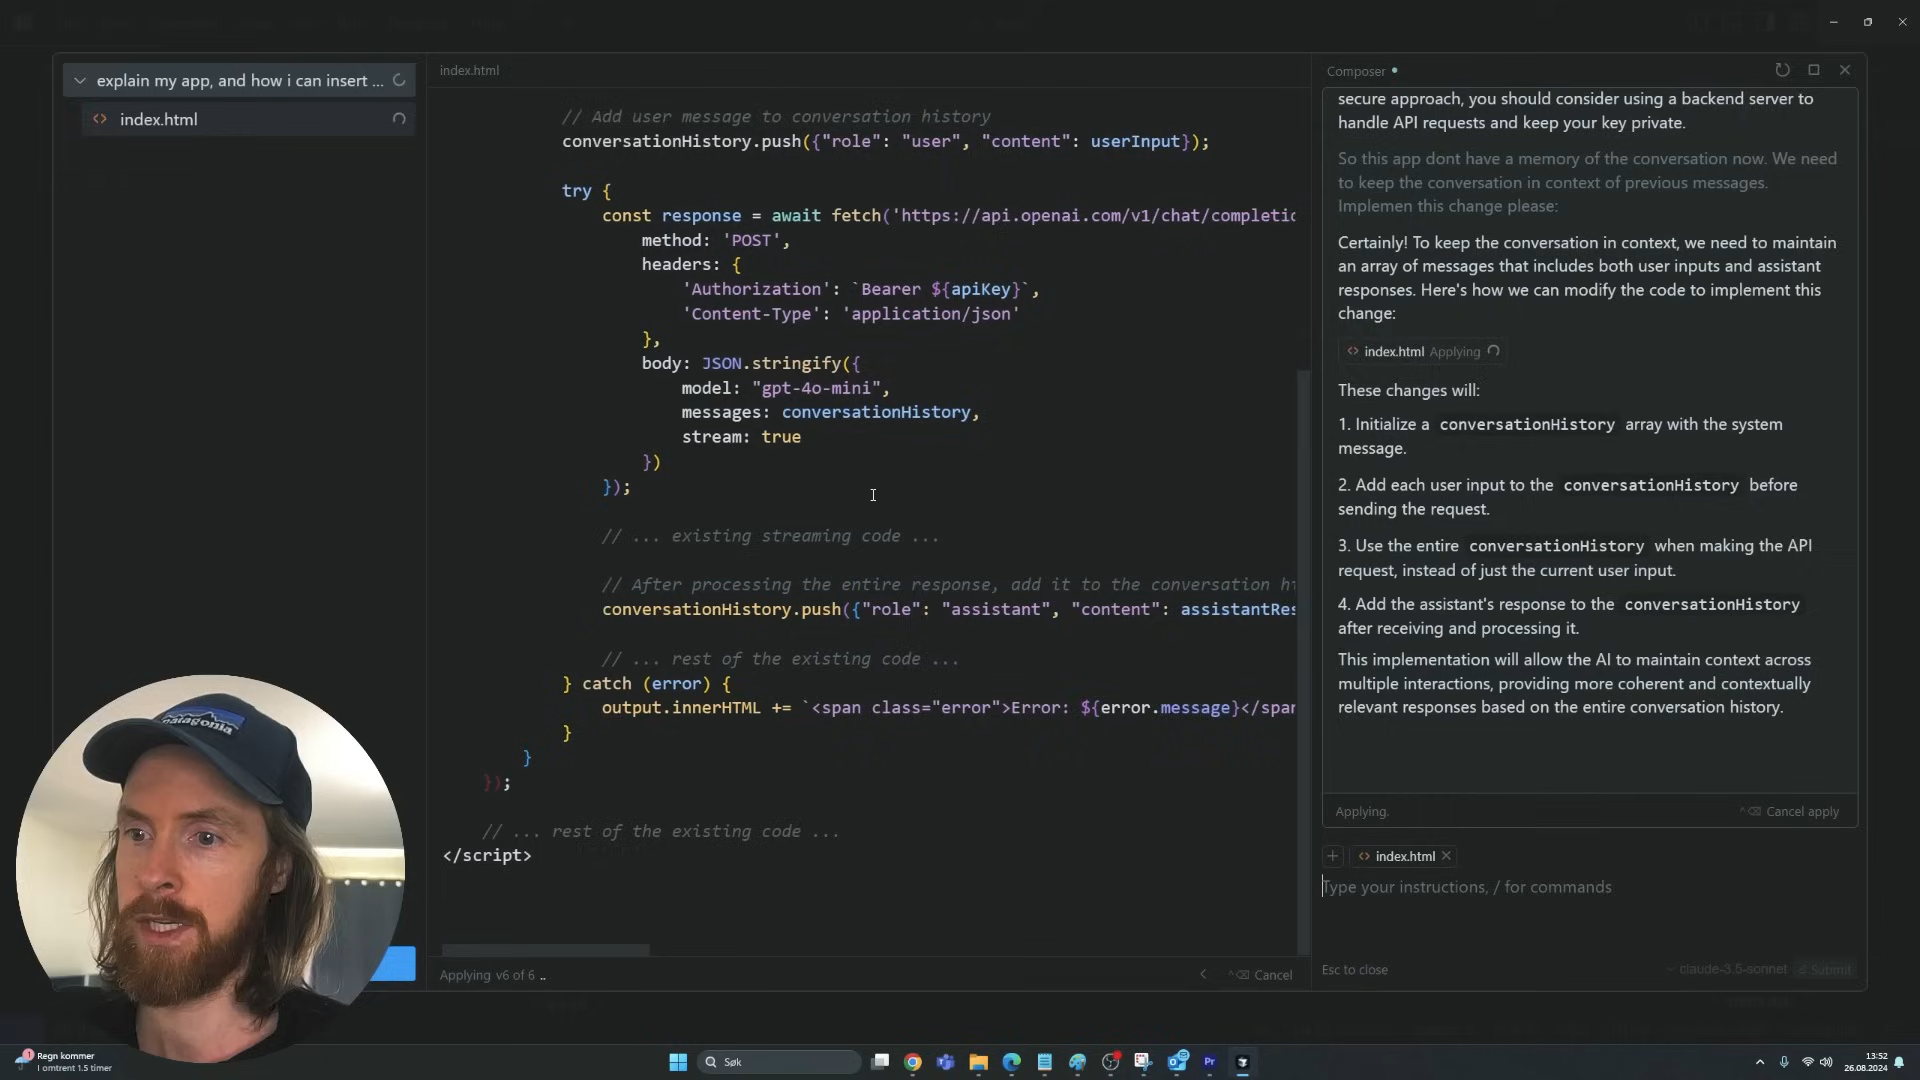 explain my app, and how i can insert ...
index.html
index.html
// Add user message to conversation history
conversationHistory.push({"role": "user", "content": userInput});
try {
const response = await fetch('https://api.openai.com/v1/chat/completio
method: 'POST',
headers: {
'Authorization': `Bearer ${apiKey}`,
'Content-Type': 'application/json'
},
body: JSON.stringify({
model: "gpt-4o-mini",
messages: conversationHistory,
stream: true
})
});
// ... existing streaming code ...
// After processing the entire response, add it to the conversation hi
conversationHistory.push({"role": "assistant", "content": assistantRes
// ... rest of the existing code ...
} catch (error) {
output.innerHTML += `<span class="error">Error: ${error.message}</span
}
}
});
// ... rest of the existing code ...
</script>
Applying v6 of 6 ..
Cancel
Composer
secure approach, you should consider using a backend server to
handle API requests and keep your key private.
So this app dont have a memory of the conversation now. We need
to keep the conversation in context of previous messages.
Implemen this change please:
Certainly! To keep the conversation in context, we need to maintain
an array of messages that includes both user inputs and assistant
responses. Here's how we can modify the code to implement this
change:
index.html Applying
These changes will:
1. Initialize a conversationHistory array with the system
message.
2. Add each user input to the conversationHistory before
sending the request.
3. Use the entire conversationHistory when making the API
request, instead of just the current user input.
4. Add the assistant's response to the conversationHistory
after receiving and processing it.
This implementation will allow the AI to maintain context across
multiple interactions, providing more coherent and contextually
relevant responses based on the entire conversation history.
Applying.
Cancel apply
index.html
Type your instructions, / for commands
Esc to close
claude-3.5-sonnet
Submit
patagonia
1
Regn kommer
I omtrent 1.5 timer
Søk
Pr
13:52
26.08.2024